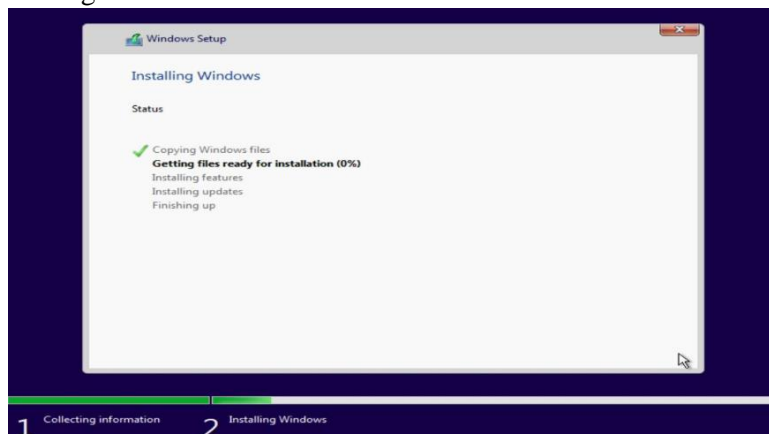 Windows Setup
Installing Windows
Status
Copying Windows files
Getting files ready for installation (0%)
Installing features
Installing updates
Finishing up
1 Collecting information 2 Installing Windows